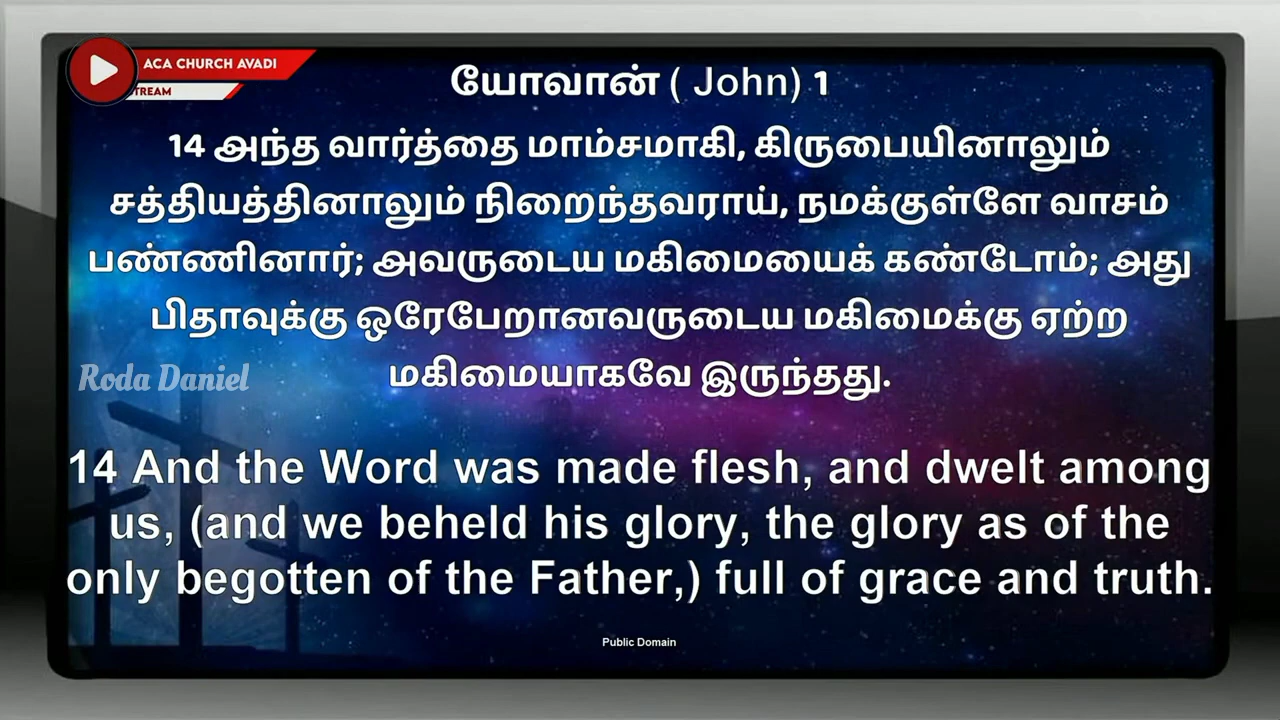 ACA CHURCH AVADI
TREAM
யோவான் ( John) 1
14 அந்த வார்த்தை மாம்சமாகி, கிருபையினாலும்
சத்தியத்தினாலும் நிறைந்தவராய், நமக்குள்ளே வாசம்
பண்ணினார்; அவருடைய மகிமையைக் கண்டோம்; அது
பிதாவுக்கு ஒரேபேறானவருடைய மகிமைக்கு ஏற்ற
மகிமையாகவே இருந்தது.
Roda Daniel
14 And the Word was made flesh, and dwelt among
us, (and we beheld his glory, the glory as of the
only begotten of the Father,) full of grace and truth.
Public Domain